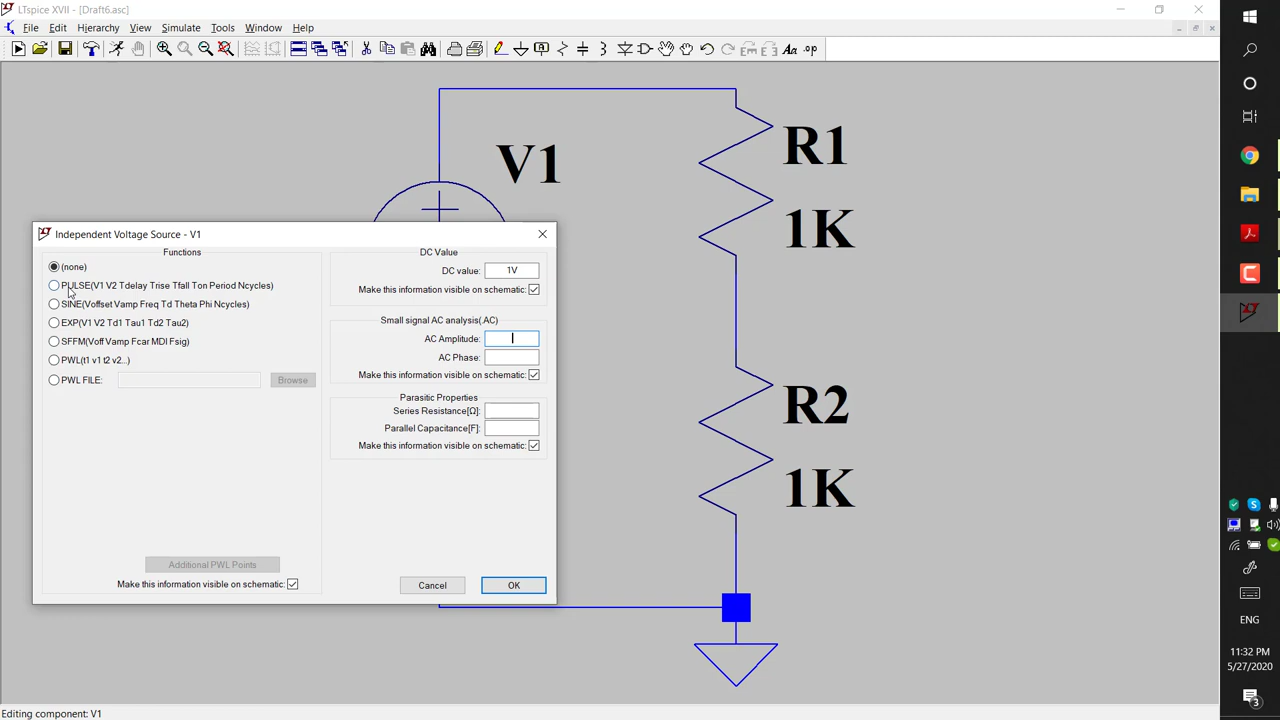 LTspice XVII - [Draft6.asc]
File Edit Hierarchy View Simulate Tools Window Help
Aa .op
V1
R1
1K
R2
1K
Independent Voltage Source - V1
Functions
(none)
PULSE(V1 V2 Tdelay Trise Tfall Ton Period Ncycles)
SINE(Voffset Vamp Freq Td Theta Phi Ncycles)
EXP(V1 V2 Td1 Tau1 Td2 Tau2)
SFFM(Voff Vamp Fcar MDI Fsig)
PWL(t1 v1 t2 v2...)
PWL FILE: Browse
Additional PWL Points
Make this information visible on schematic:
DC Value
DC value: 1V
Make this information visible on schematic:
Small signal AC analysis(.AC)
AC Amplitude:
AC Phase:
Make this information visible on schematic:
Parasitic Properties
Series Resistance[Ω]:
Parallel Capacitance[F]:
Make this information visible on schematic:
Cancel OK
Editing component: V1
ENG
11:32 PM
5/27/2020
3